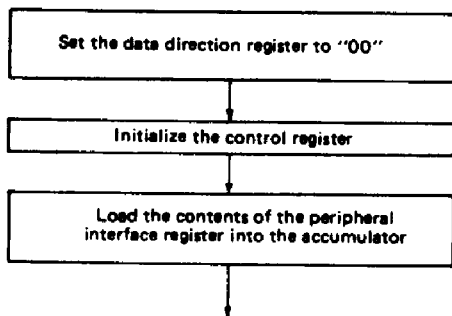 Set the data direction register to "00"
Initialize the control register
Load the contents of the peripheral
interface register into the accumulator